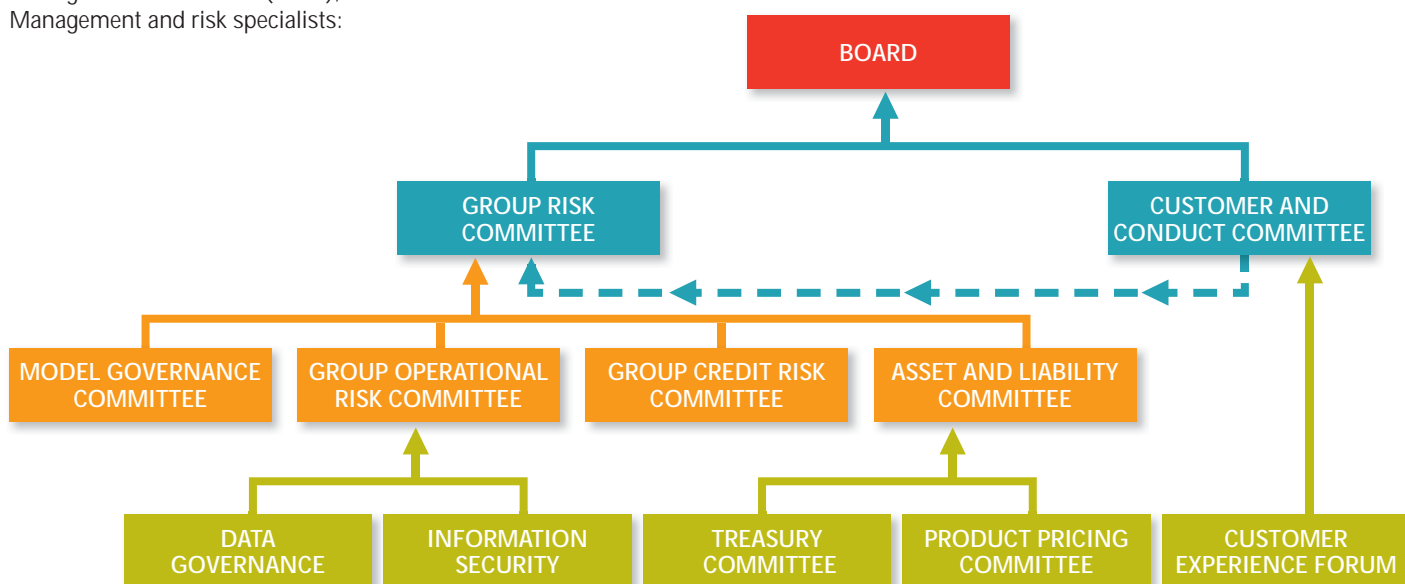 Management and risk specialists:
BOARD
GROUP RISK
COMMITTEE
CUSTOMER AND
CONDUCT COMMITTEE
MODEL GOVERNANCE
COMMITTEE
GROUP OPERATIONAL
RISK COMMITTEE
GROUP CREDIT RISK
COMMITTEE
ASSET AND LIABILITY
COMMITTEE
DATA
GOVERNANCE
INFORMATION
SECURITY
TREASURY
COMMITTEE
PRODUCT PRICING
COMMITTEE
CUSTOMER
EXPERIENCE FORUM